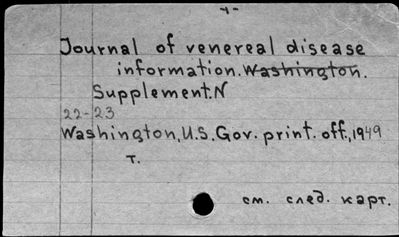 Journal of venereal disease
information. Washington.
Supplement. N
22-23
Washington, U.S. Gov. print. off., 1949
т.
см. след. карт.